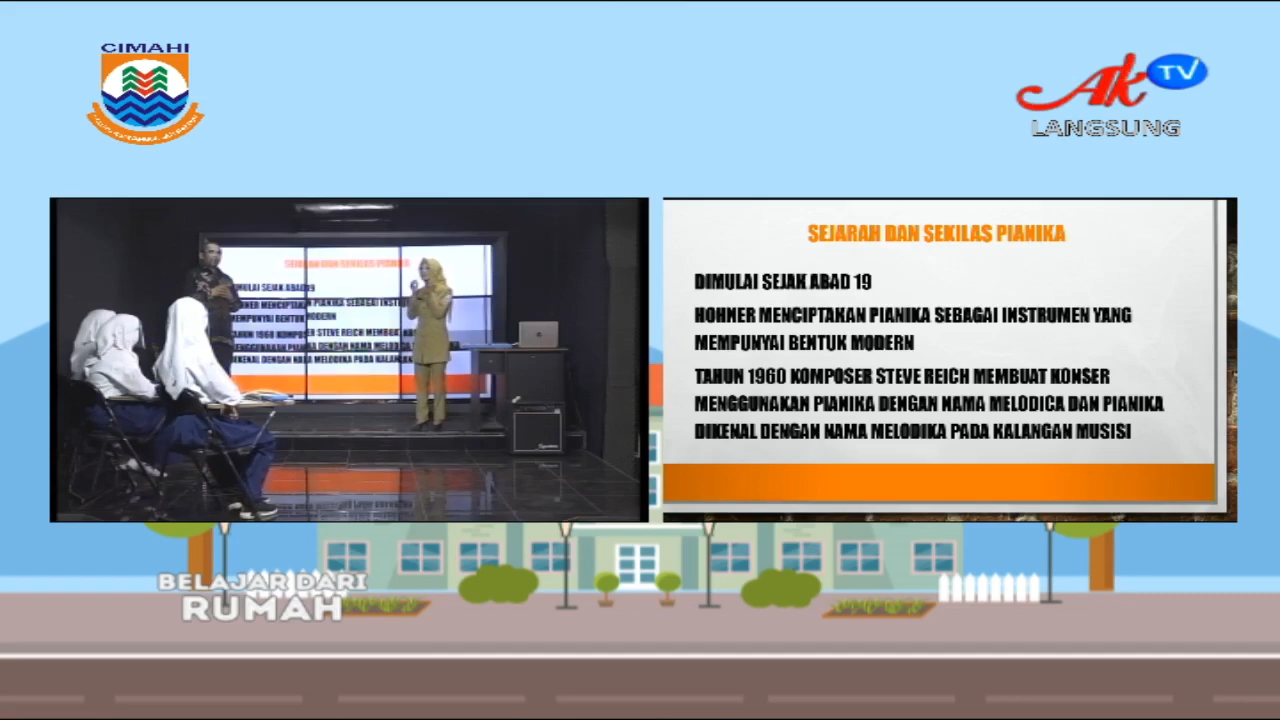 CIMAHI
Ak TV
LANGSUNG
SEJARAH DAN SEKILAS PIANIKA
DIMULAI SEJAK ABAD 19
HOHNER MENCIPTAKAN PIANIKA SEBAGAI INSTRUMEN YANG
MEMPUNYAI BENTUK MODERN
TAHUN 1960 KOMPOSER STEVE REICH MEMBUAT KONSER
MENGGUNAKAN PIANIKA DENGAN NAMA MELODICA DAN PIANIKA
DIKENAL DENGAN NAMA MELODIKA PADA KALANGAN MUSISI
BELAJAR DARI
RUMAH